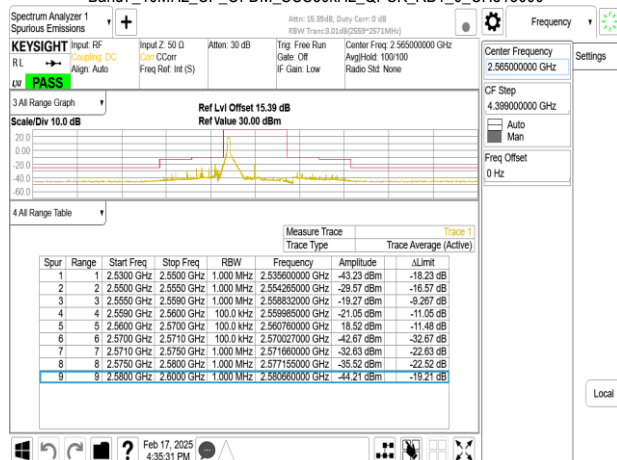 Spectrum Analyzer 1
Spurious Emissions
Attn: 15.39dB, Duty Corr: 0 dB
RBW Trans:3.01dB(2559~2571MHz)
Frequency
KEYSIGHT
RL
Input: RF
Coupling: DC
Align: Auto
Input Z: 50 Ω
Corr CCorr
Freq Ref: Int (S)
Atten: 30 dB
Trig: Free Run
Gate: Off
IF Gain: Low
Center Freq: 2.565000000 GHz
Avg|Hold: 100/100
Radio Std: None
PASS
Center Frequency
2.565000000 GHz
Settings
CF Step
4.399000000 GHz
Auto
Man
Freq Offset
0 Hz
3 All Range Graph
Scale/Div 10.0 dB
Ref Lvl Offset 15.39 dB
Ref Value 30.00 dBm
20.0
0.00
-20.0
-40.0
-60.0
4 All Range Table
Measure Trace Trace 1
Trace Type Trace Average (Active)
Spur Range Start Freq Stop Freq RBW Frequency Amplitude ΔLimit
1 1 2.5300 GHz 2.5500 GHz 1.000 MHz 2.535600000 GHz -43.23 dBm -18.23 dB
2 2 2.5500 GHz 2.5550 GHz 1.000 MHz 2.554265000 GHz -29.57 dBm -16.57 dB
3 3 2.5550 GHz 2.5590 GHz 1.000 MHz 2.558832000 GHz -19.27 dBm -9.267 dB
4 4 2.5590 GHz 2.5600 GHz 100.0 kHz 2.559985000 GHz -21.05 dBm -11.05 dB
5 5 2.5600 GHz 2.5700 GHz 100.0 kHz 2.560760000 GHz 18.52 dBm -11.48 dB
6 6 2.5700 GHz 2.5710 GHz 100.0 kHz 2.570027000 GHz -42.67 dBm -32.67 dB
7 7 2.5710 GHz 2.5750 GHz 1.000 MHz 2.571660000 GHz -32.63 dBm -22.63 dB
8 8 2.5750 GHz 2.5800 GHz 1.000 MHz 2.577155000 GHz -35.52 dBm -22.52 dB
9 9 2.5800 GHz 2.6000 GHz 1.000 MHz 2.580660000 GHz -44.21 dBm -19.21 dB
Local
Feb 17, 2025
4:35:31 PM